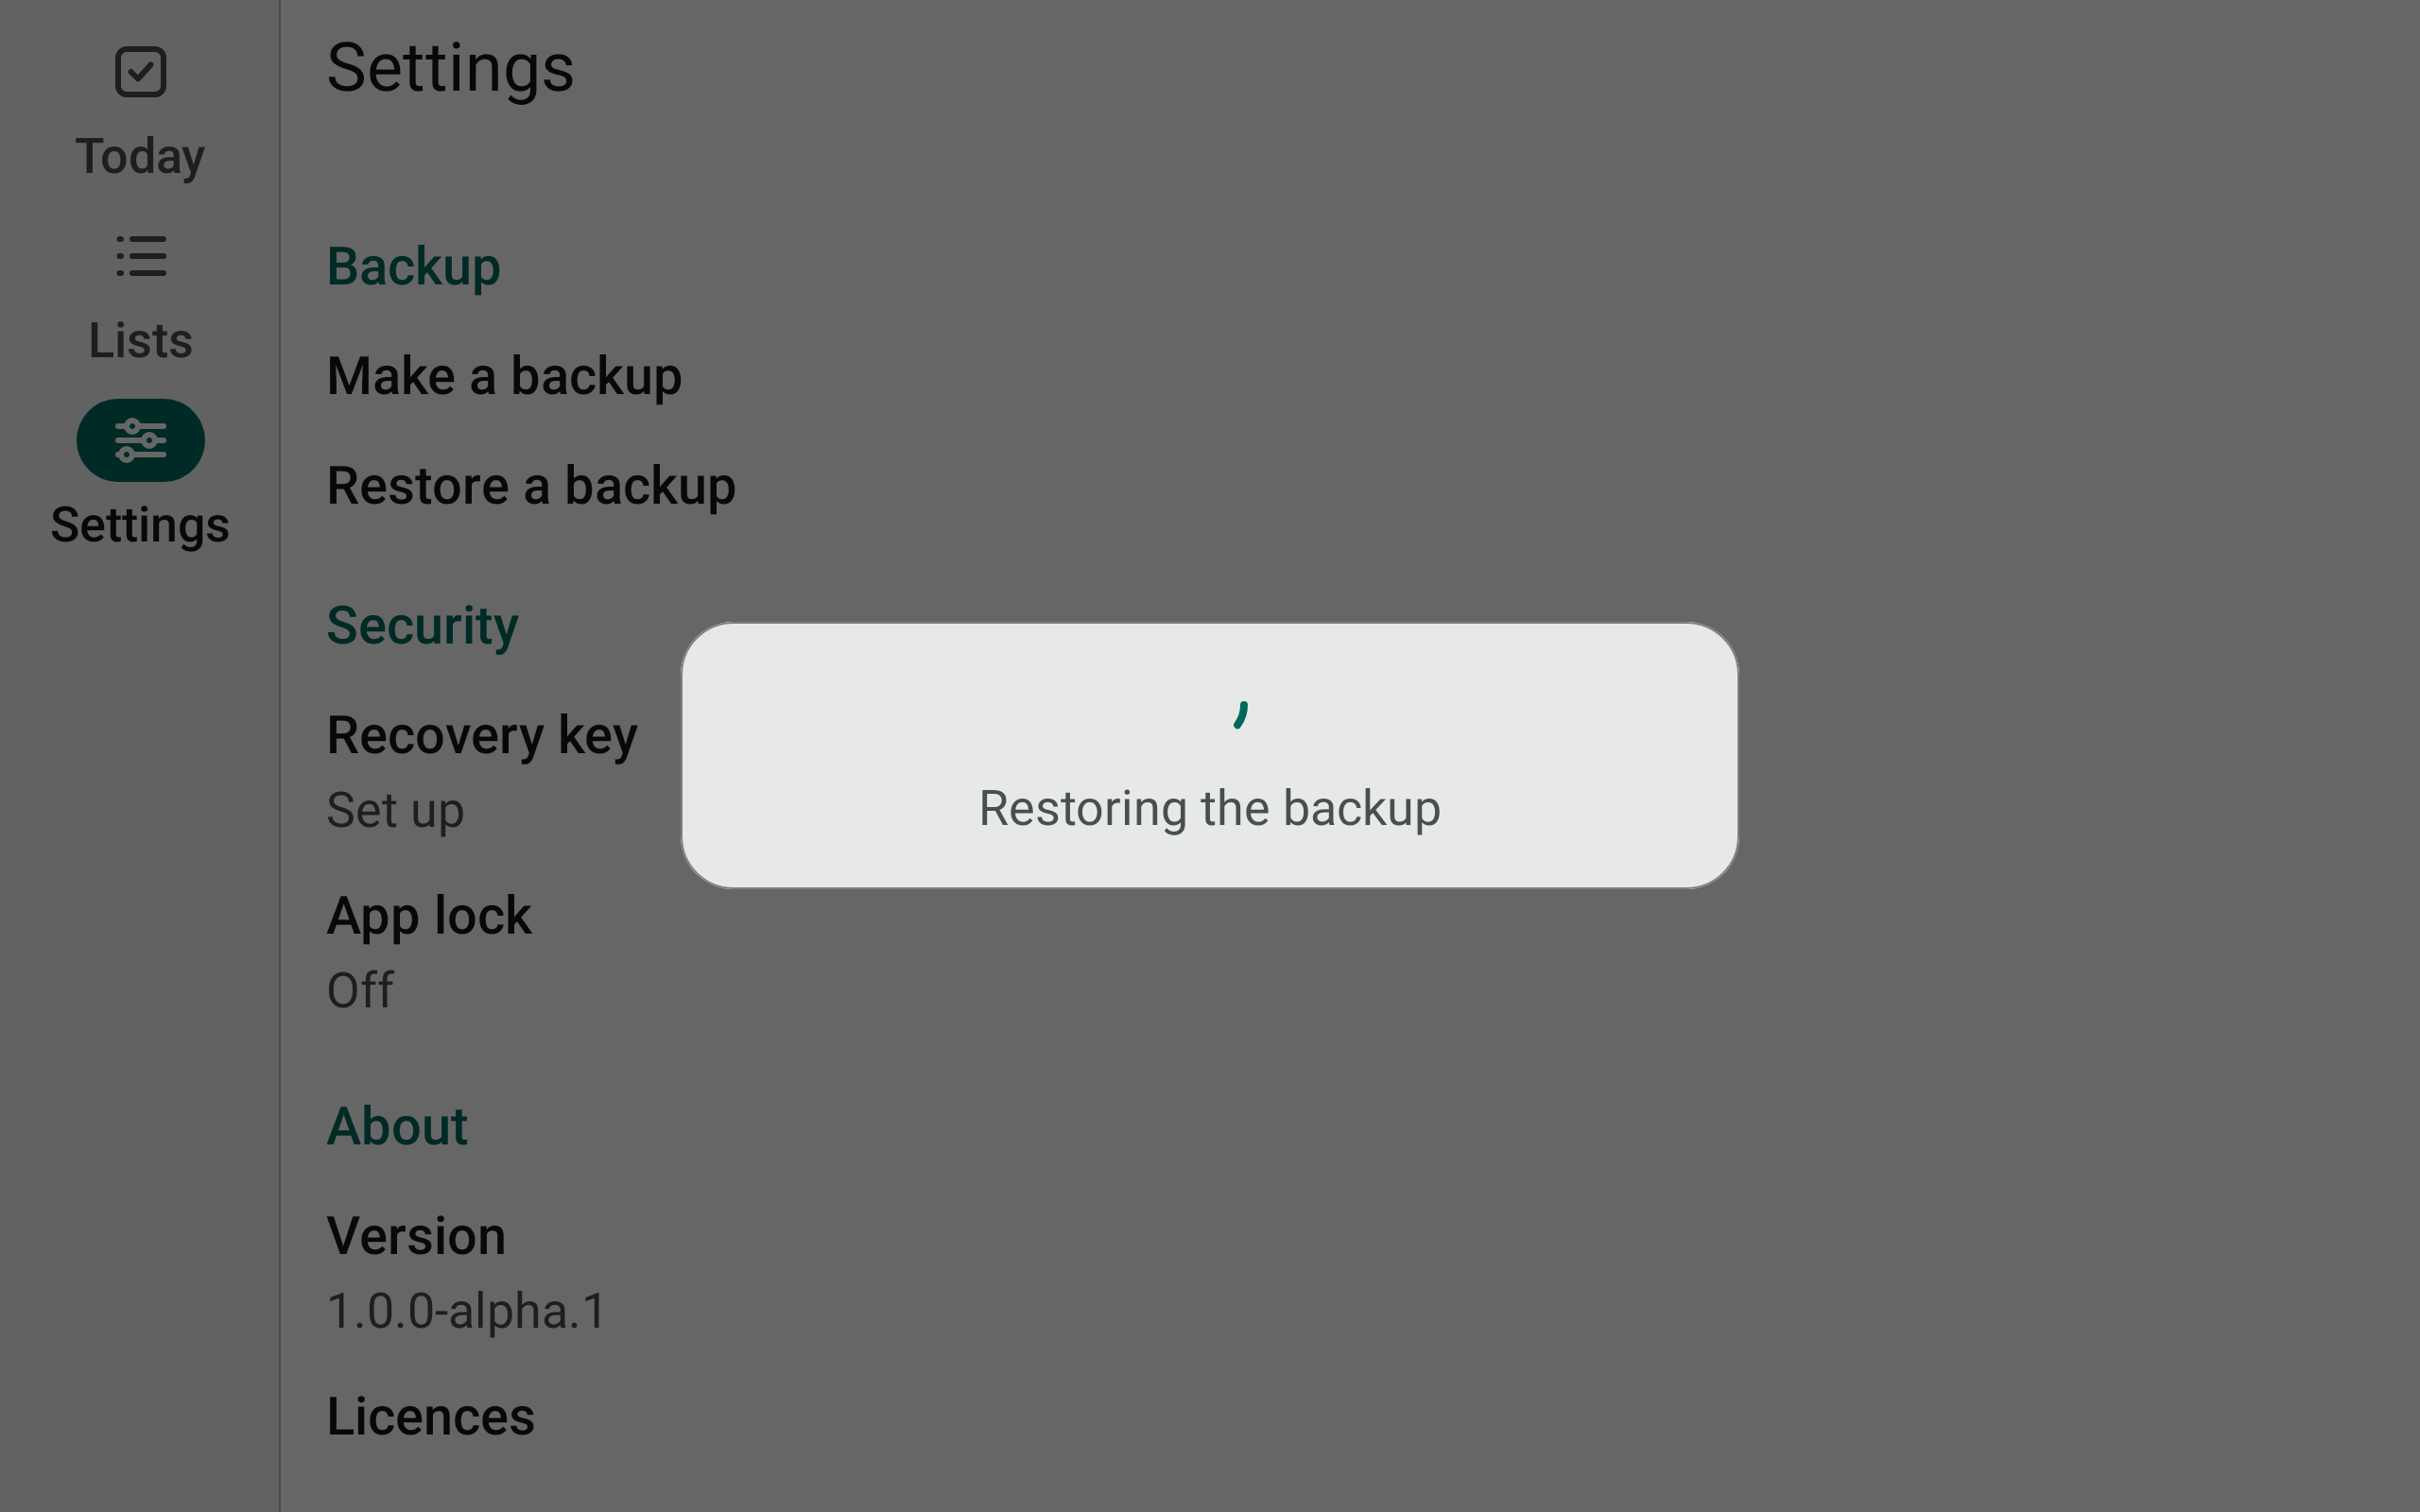 Today
Lists
Settings
Settings
Backup
Make a backup
Restore a backup
Security
Recovery key
Set up
App lock
Off
About
Version
1.0.0-alpha.1
Licences
Restoring the backup